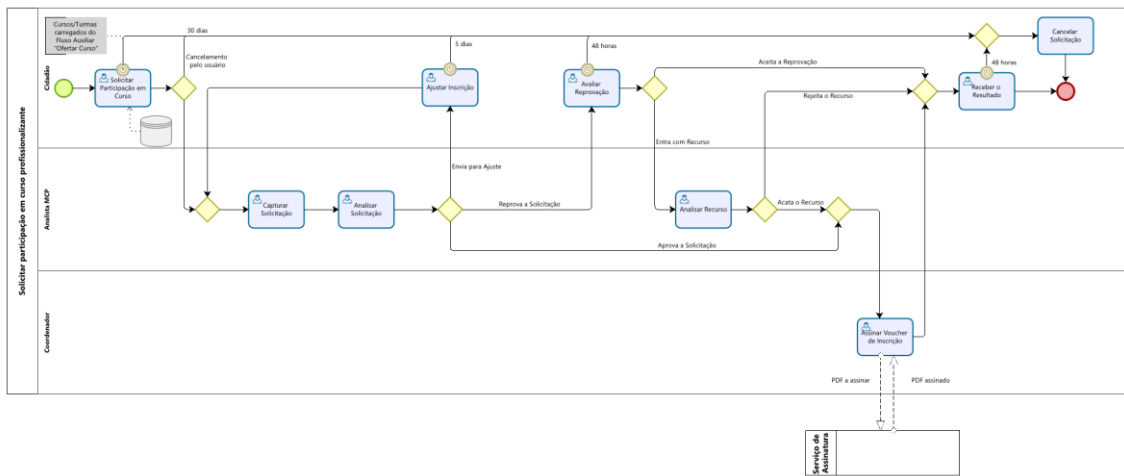 Solicitar participação em curso profissionalizante
Cidadão
Cursos/Turmas
carregados do
Fluxo Auxiliar
"Ofertar Curso"
30 dias
Cancelamento
pelo usuário
Solicitar
Participação em
Curso
5 dias
Ajustar Inscrição
48 horas
Avaliar
Reprovação
Aceita a Reprovação
Rejeita o Recurso
48 horas
Receber o
Resultado
Cancelar
Solicitação
Entra com Recurso
Analista MCP
Capturar
Solicitação
Analisar
Solicitação
Envia para Ajuste
Reprova a Solicitação
Analisar Recurso
Acata o Recurso
Aprova a Solicitação
Coordenador
Assinar Voucher
de Inscrição
PDF a assinar
PDF assinado
Serviço de
Assinatura